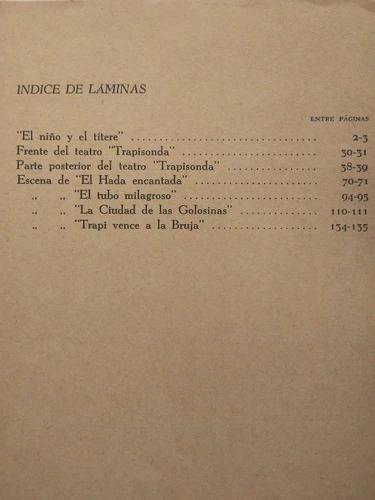 INDICE DE LAMINAS
ENTRE PÁGINAS
"El niño y el títere" .......................... 2-3
Frente del teatro "Trapisonda" .................... 30-31
Parte posterior del teatro "Trapisonda" ............ 38-39
Escena de "El Hada encantada" .................. 70-71
„ „ "El tubo milagroso" .................... 94-95
„ „ "La Ciudad de las Golosinas" ............ 110-111
„ „ "Trapi vence a la Bruja" ................ 134-135